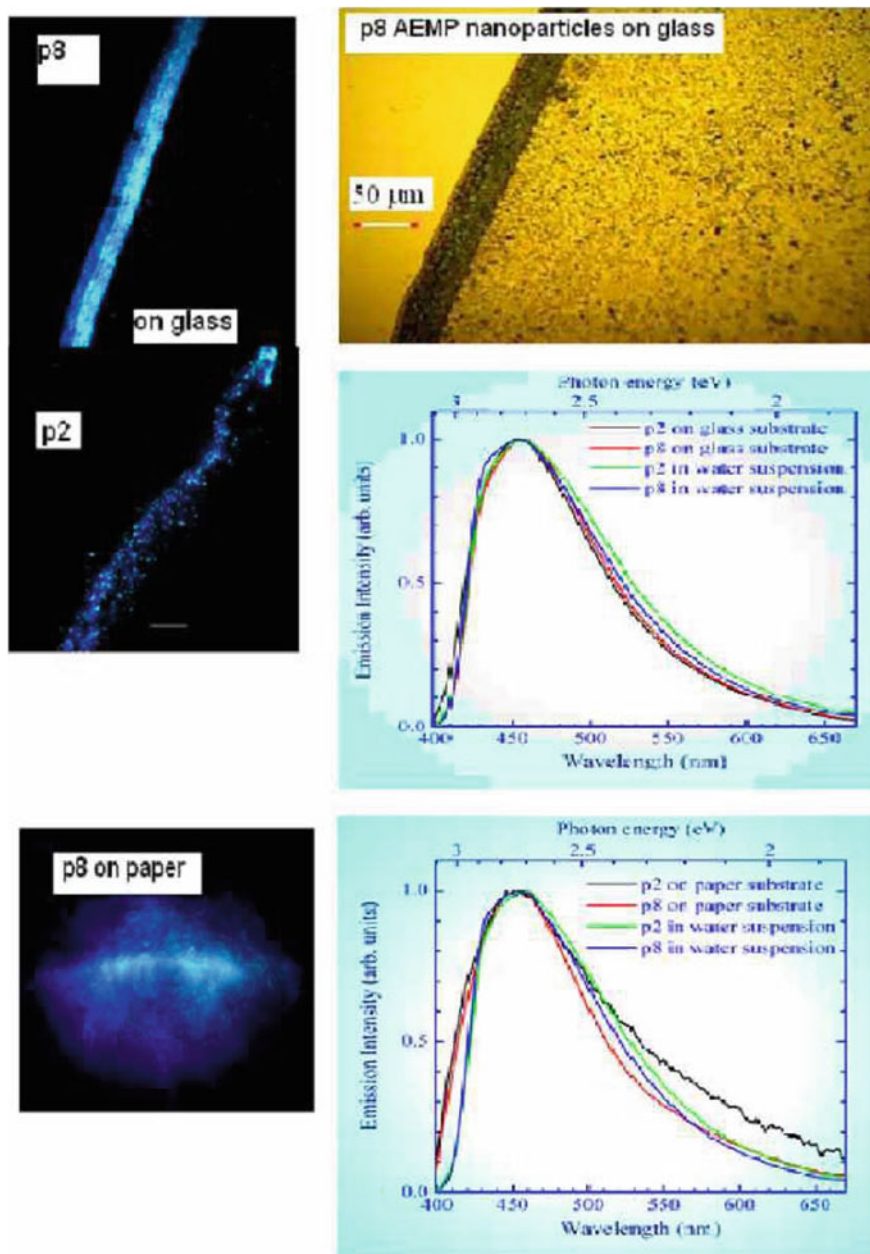 p8
on glass
p2
p8 AEMP nanoparticles on glass
50 µm
Photon energy (eV)
3 2.5 2
p2 on glass substrate
p8 on glass substrate
p2 in water suspension
p8 in water suspension
Emission Intensity (arb. units)
1.0
0.5
0.0
400 450 500 550 600 650
Wavelength (nm)
p8 on paper
Photon energy (eV)
3 2.5 2
p2 on paper substrate
p8 on paper substrate
p2 in water suspension
p8 in water suspension
Emission Intensity (arb. units)
1.0
0.5
0.0
400 450 500 550 600 650
Wavelength (nm)